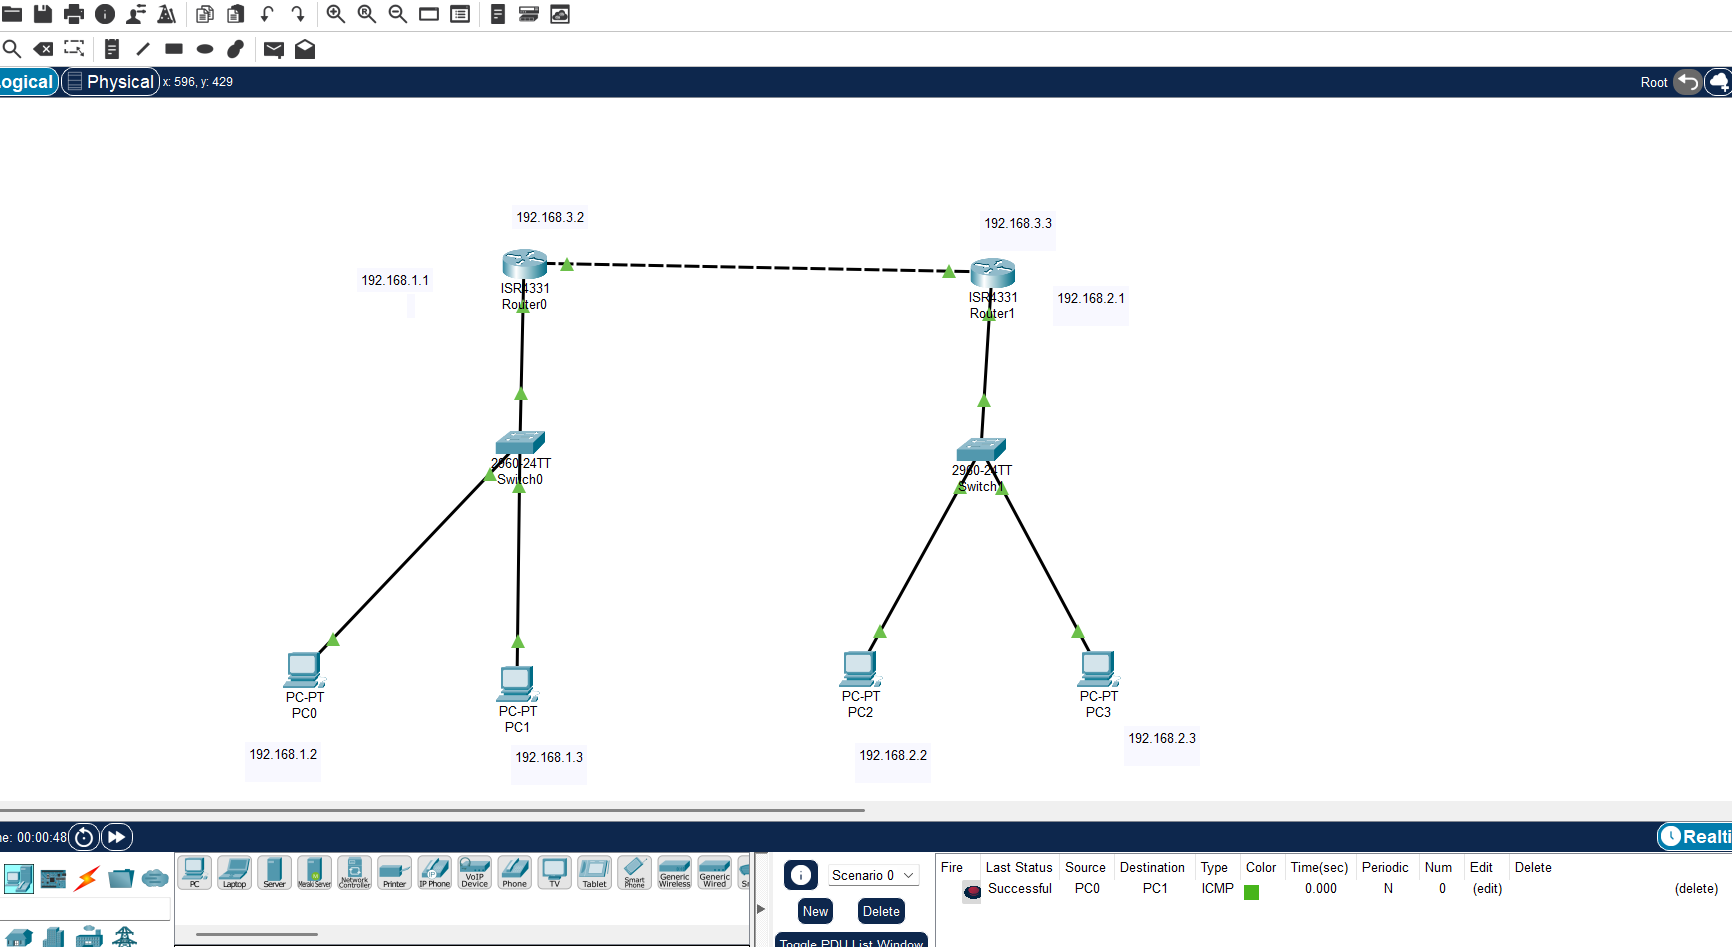 Logical
Physical
x: 596, y: 429
Root
192.168.3.2
192.168.3.3
192.168.1.1
ISR4331
Router0
ISR4331
Router1
192.168.2.1
2960-24TT
Switch0
2960-24TT
Switch1
PC-PT
PC0
PC-PT
PC1
PC-PT
PC2
PC-PT
PC3
192.168.1.2
192.168.1.3
192.168.2.2
192.168.2.3
ne: 00:00:48
Realti
PC
Laptop
Server
Meraki Server
Network Controller
Printer
IP Phone
VoIP Device
Phone
TV
Tablet
Smart Phone
Generic Wireless
Generic Wired
Scenario 0
New
Delete
Toggle PDU List Window
Fire Last Status Source Destination Type Color Time(sec) Periodic Num Edit Delete
Successful PC0 PC1 ICMP 0.000 N 0 (edit) (delete)